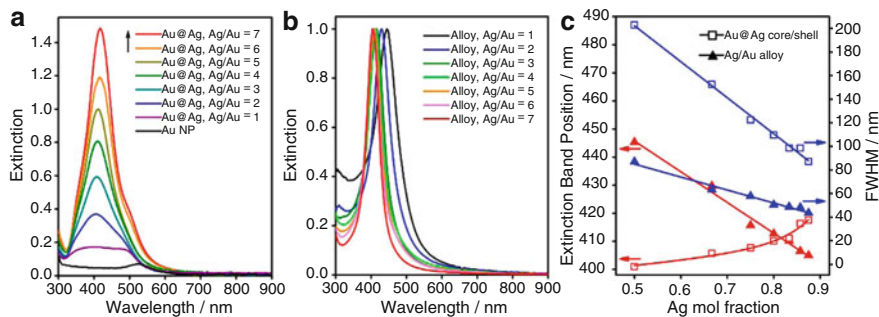 a
Extinction
1.4
1.2
1.0
0.8
0.6
0.4
0.2
0.0
300 400 500 600 700 800 900
Wavelength / nm
Au@Ag, Ag/Au = 7
Au@Ag, Ag/Au = 6
Au@Ag, Ag/Au = 5
Au@Ag, Ag/Au = 4
Au@Ag, Ag/Au = 3
Au@Ag, Ag/Au = 2
Au@Ag, Ag/Au = 1
Au NP
b
Extinction
1.0
0.8
0.6
0.4
0.2
0.0
300 400 500 600 700 800 900
Wavelength / nm
Alloy, Ag/Au = 1
Alloy, Ag/Au = 2
Alloy, Ag/Au = 3
Alloy, Ag/Au = 4
Alloy, Ag/Au = 5
Alloy, Ag/Au = 6
Alloy, Ag/Au = 7
c
Extinction Band Position / nm
490
480
470
460
450
440
430
420
410
400
Au@Ag core/shell
Ag/Au alloy
200
180
160
140
120
100
80
60
40
20
0
FWHM / nm
0.5 0.6 0.7 0.8 0.9
Ag mol fraction